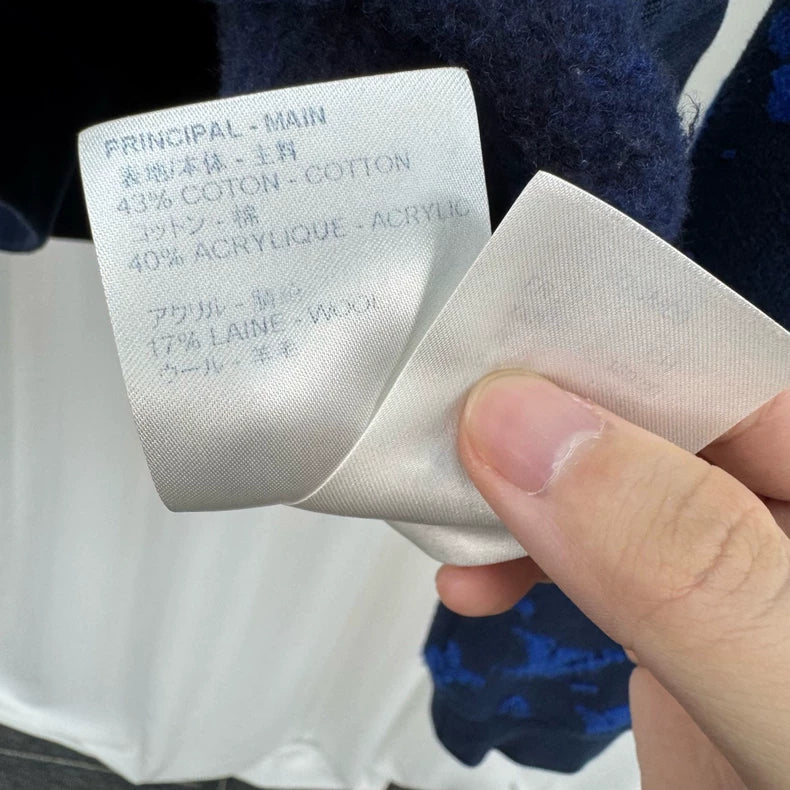 PRINCIPAL - MAIN
表地/本体 - 主料
43% COTON - COTTON
コットン - 棉
40% ACRYLIQUE - ACRYLIC
アクリル - 腈纶
17% LAINE - WOOL
ウール - 羊毛